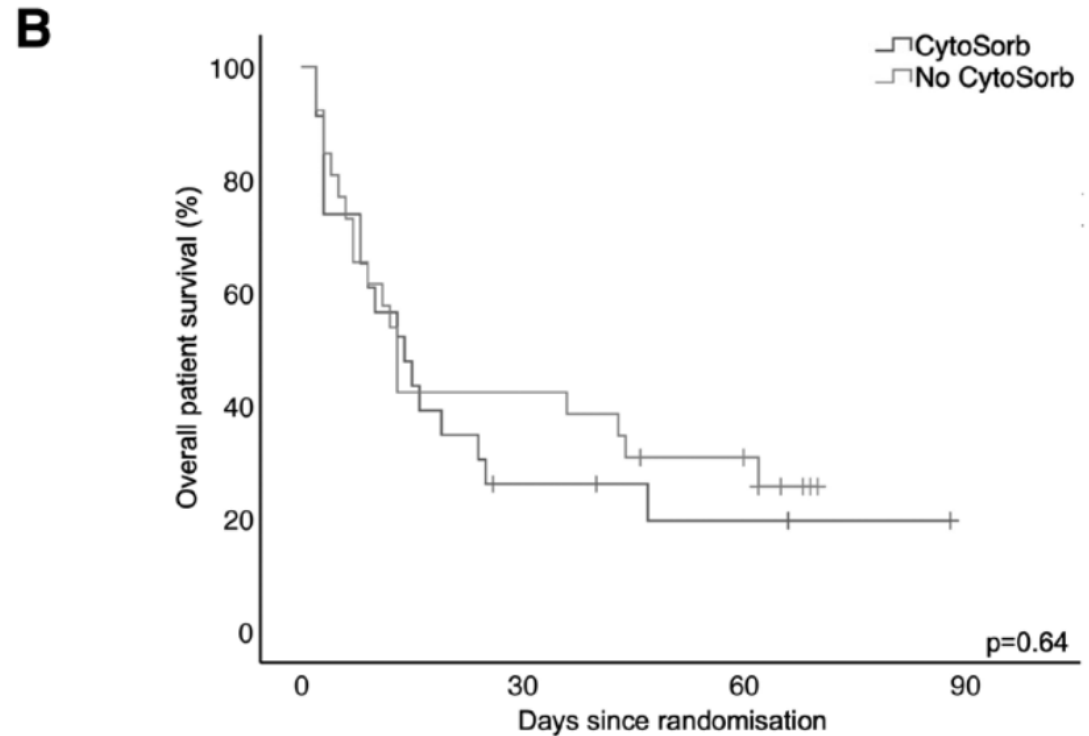 B
CytoSorb
No CytoSorb
100
80
60
40
20
0
Overall patient survival (%)
p=0.64
0 30 60 90
Days since randomisation